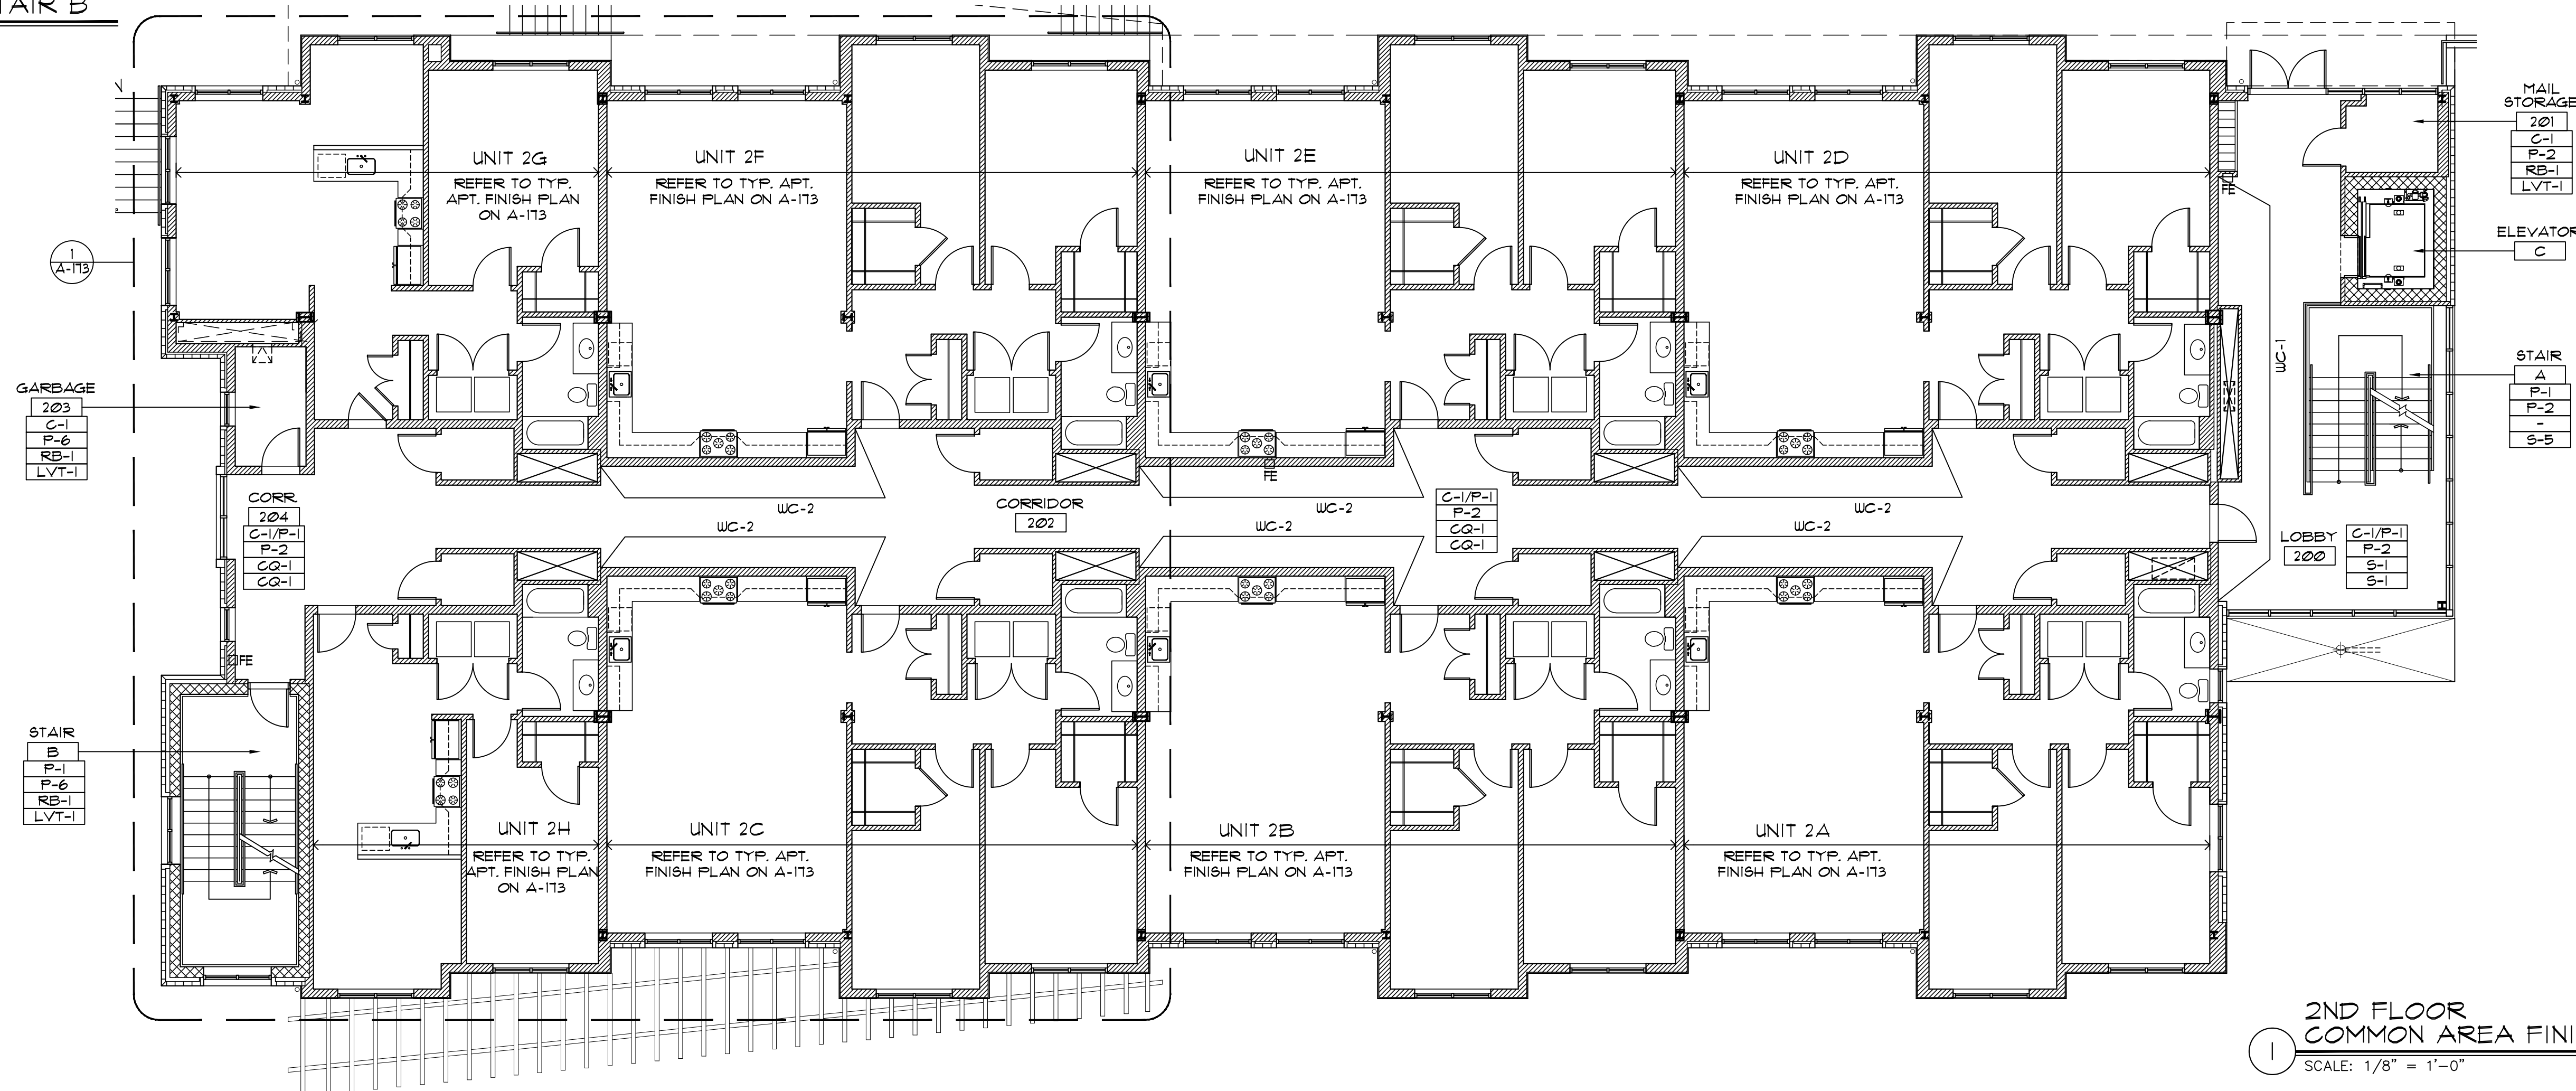 TAIR B
UNIT 2G
REFER TO TYP.
APT. FINISH PLAN
ON A-173
UNIT 2F
REFER TO TYP. APT.
FINISH PLAN ON A-173
UNIT 2E
REFER TO TYP. APT.
FINISH PLAN ON A-173
UNIT 2D
REFER TO TYP. APT.
FINISH PLAN ON A-173
FE
MAIL
STORAGE
201
C-1
P-2
RB-1
LVT-1
ELEVATOR
C
1
A-173
WC-1
STAIR
A
P-1
P-2
-
S-5
GARBAGE
203
C-1
P-6
RB-1
LVT-1
CORR.
204
C-1/P-1
P-2
CQ-1
CQ-1
WC-2
WC-2
CORRIDOR
202
FE
WC-2
WC-2
C-1/P-1
P-2
CQ-1
CQ-1
WC-2
WC-2
LOBBY
200
C-1/P-1
P-2
S-1
S-1
FE
STAIR
B
P-1
P-6
RB-1
LVT-1
UNIT 2H
REFER TO TYP.
APT. FINISH PLAN
ON A-173
UNIT 2C
REFER TO TYP. APT.
FINISH PLAN ON A-173
UNIT 2B
REFER TO TYP. APT.
FINISH PLAN ON A-173
UNIT 2A
REFER TO TYP. APT.
FINISH PLAN ON A-173
1
2ND FLOOR
COMMON AREA FINI
SCALE: 1/8" = 1'-0"